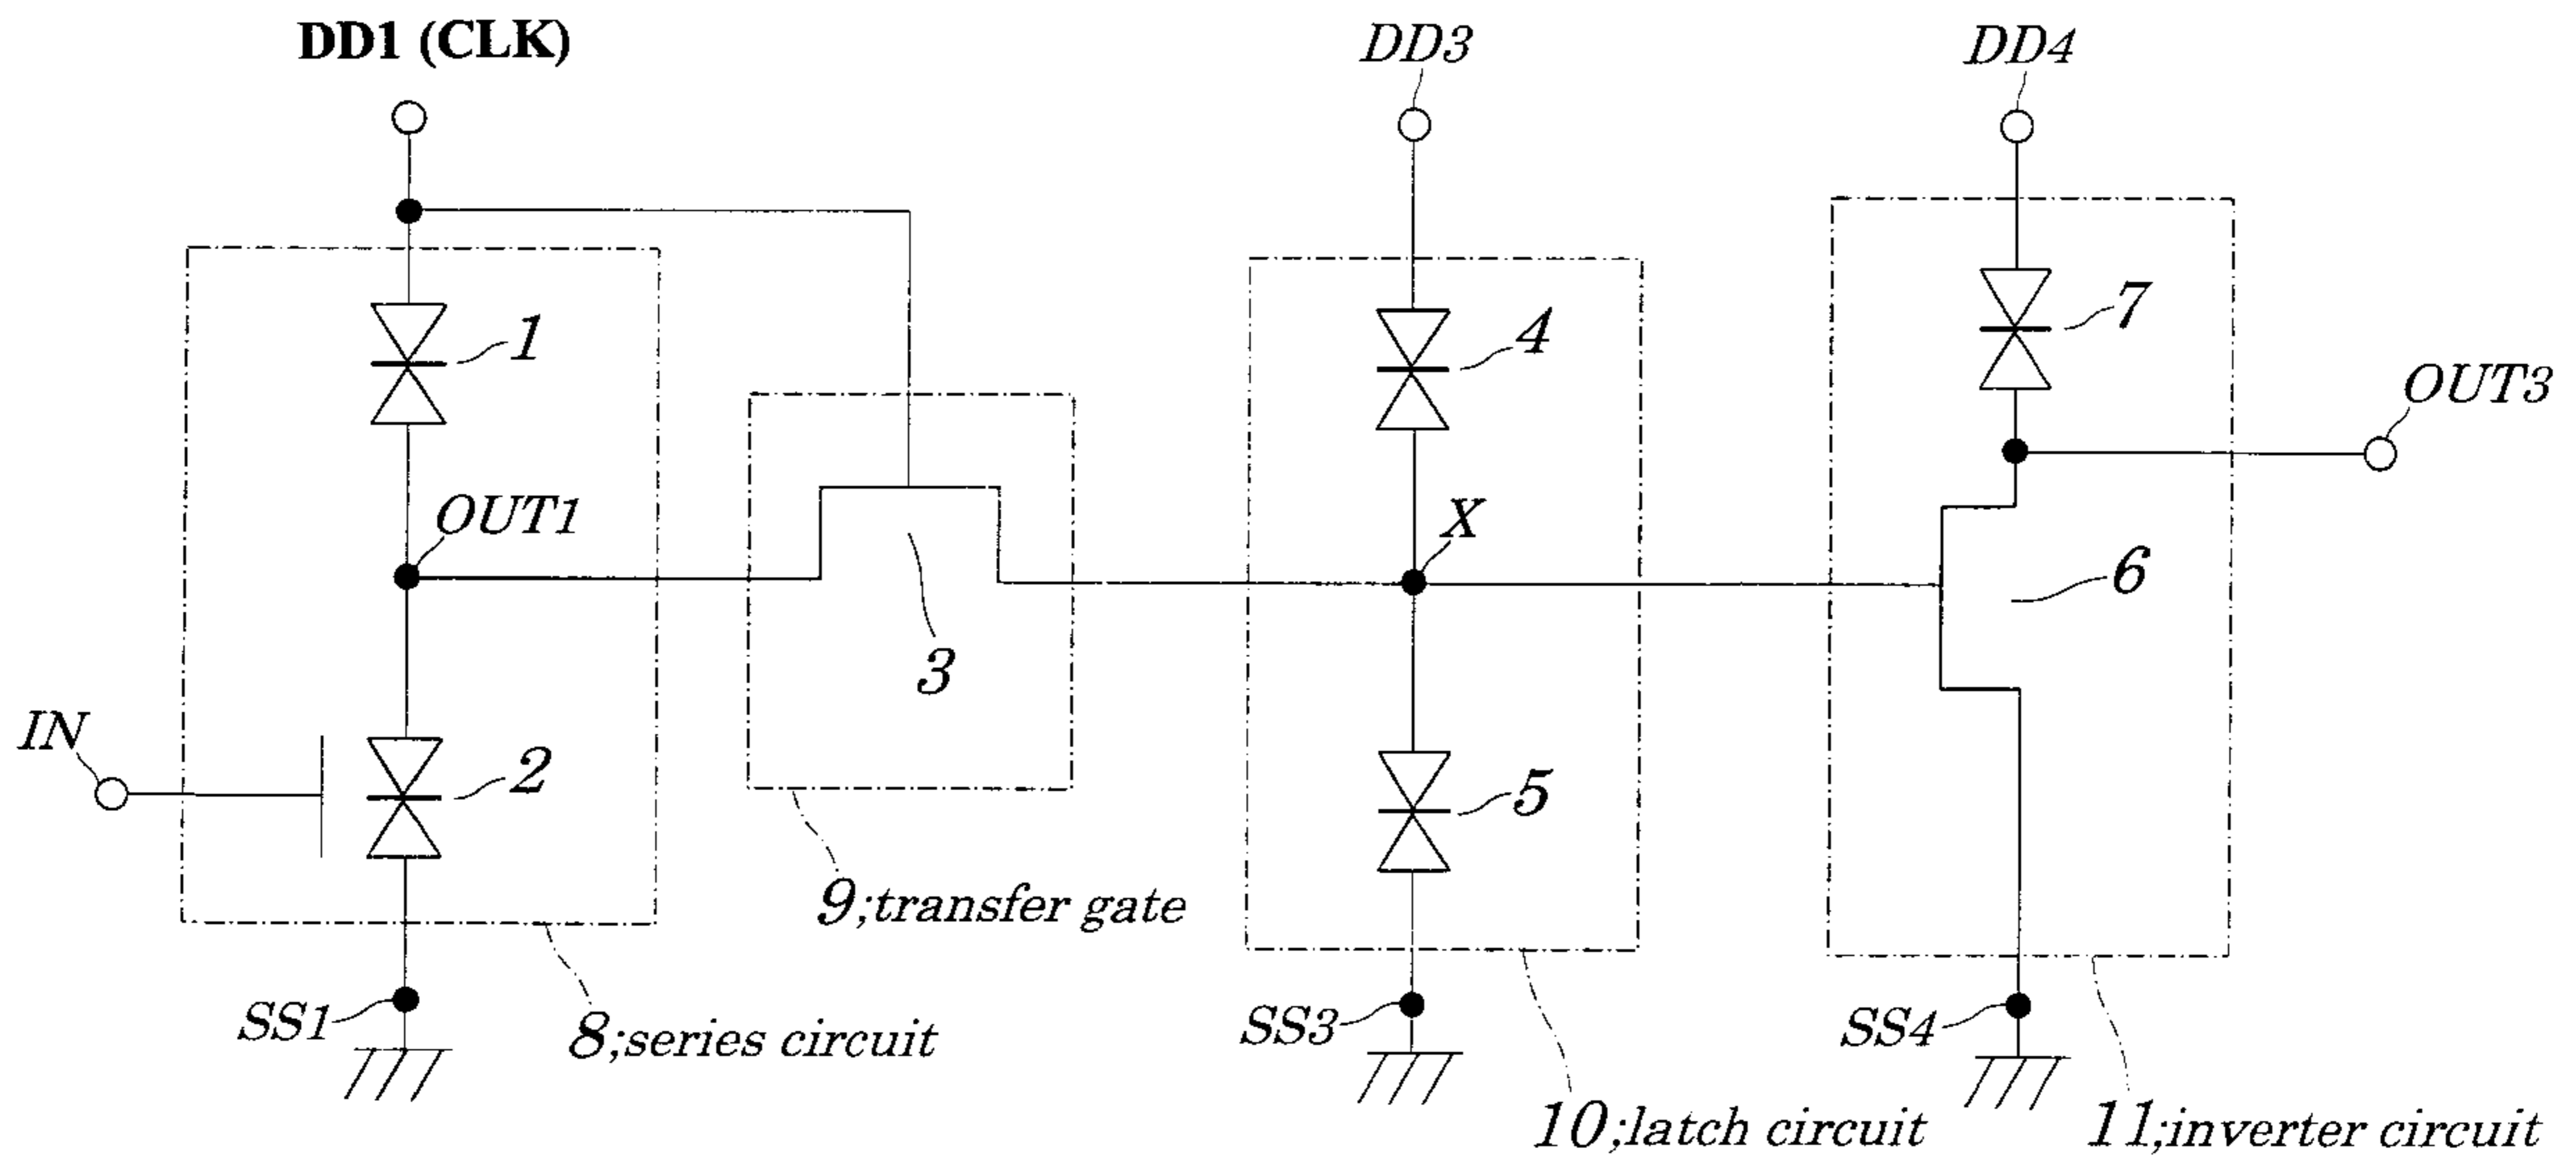 DD1 (CLK)
DD3
DD4
1
4
7
OUT3
OUT1
X
6
3
IN
2
5
9;transfer gate
SS1
8;series circuit
SS3
SS4
10;latch circuit
11;inverter circuit